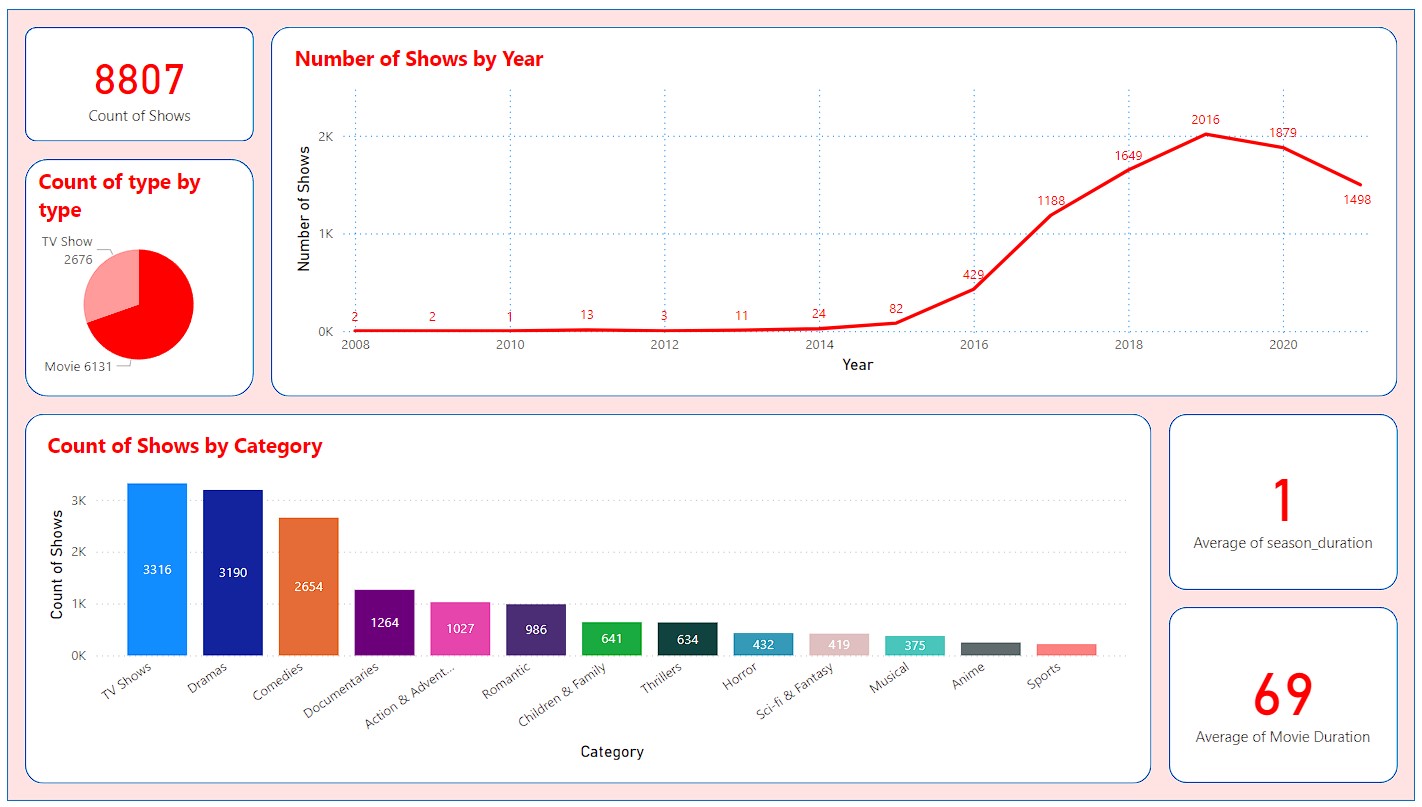 8807
Count of Shows
Count of type by
type
TV Show
2676
Movie 6131
Number of Shows by Year
Number of Shows
2K
1K
0K
2
2
1
13
3
11
24
82
429
1188
1649
2016
1879
1498
2008
2010
2012
2014
2016
2018
2020
Year
Count of Shows by Category
Count of Shows
3K
2K
1K
0K
3316
3190
2654
1264
1027
986
641
634
432
419
375
TV Shows
Dramas
Comedies
Documentaries
Action & Advent...
Romantic
Children & Family
Thrillers
Horror
Sci-fi & Fantasy
Musical
Anime
Sports
Category
1
Average of season_duration
69
Average of Movie Duration